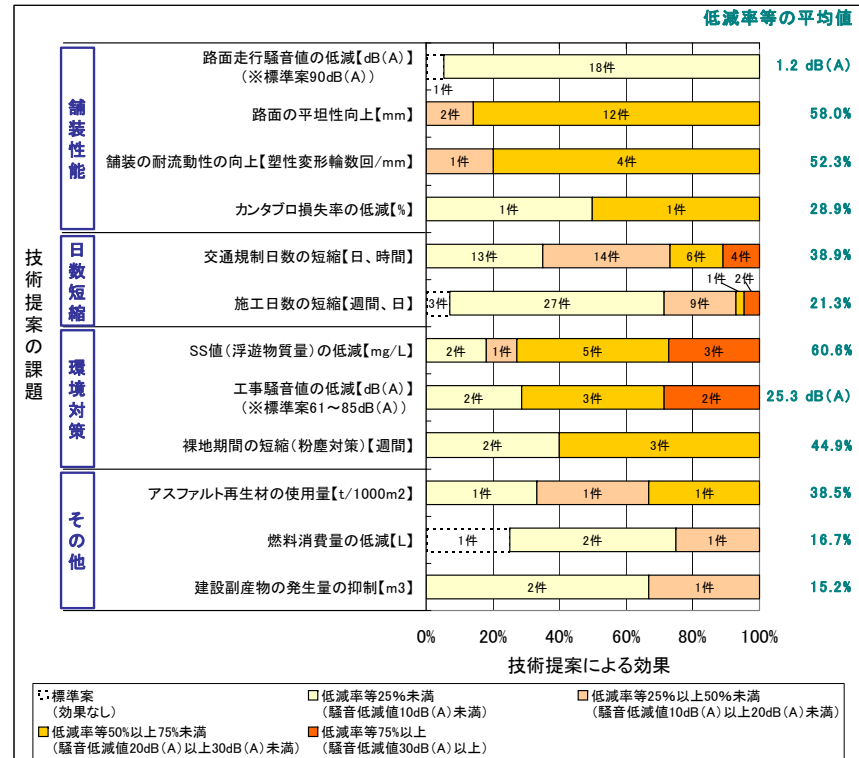 低減率等の平均値
技術提案の課題
舗装性能
路面走行騒音値の低減【dB(A)】
(※標準案90dB(A))
18件
1件
1.2 dB(A)
路面の平坦性向上【mm】
2件
12件
58.0%
舗装の耐流動性の向上【塑性変形輪数回/mm】
1件
4件
52.3%
カンタブロ損失率の低減【%】
1件
1件
28.9%
日数短縮
交通規制日数の短縮【日、時間】
13件
14件
6件
4件
38.9%
施工日数の短縮【週間、日】
3件
27件
9件
1件
2件
21.3%
環境対策
SS値(浮遊物質量)の低減【mg/L】
2件
1件
5件
3件
60.6%
工事騒音値の低減【dB(A)】
(※標準案61～85dB(A))
2件
3件
2件
25.3 dB(A)
裸地期間の短縮(粉塵対策)【週間】
2件
3件
44.9%
その他
アスファルト再生材の使用量【t/1000m2】
1件
1件
1件
38.5%
燃料消費量の低減【L】
1件
2件
1件
16.7%
建設副産物の発生量の抑制【m3】
2件
1件
15.2%
0%
20%
40%
60%
80%
100%
技術提案による効果
標準案
(効果なし)
低減率等25%未満
(騒音低減値10dB(A)未満)
低減率等25%以上50%未満
(騒音低減値10dB(A)以上20dB(A)未満)
低減率等50%以上75%未満
(騒音低減値20dB(A)以上30dB(A)未満)
低減率等75%以上
(騒音低減値30dB(A)以上)